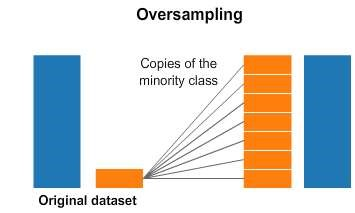 Oversampling
Copies of the
minority class
Original dataset